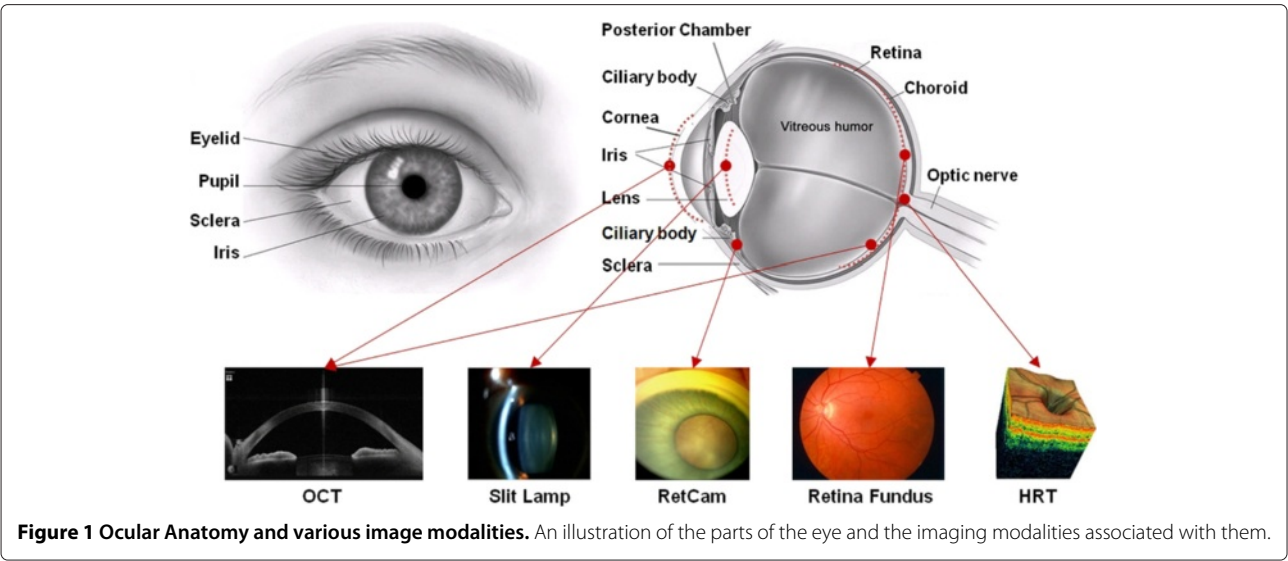 Eyelid
Pupil
Sclera
Iris
Posterior Chamber
Ciliary body
Cornea
Iris
Lens
Ciliary body
Sclera
Retina
Choroid
Vitreous humor
Optic nerve
OCT
Slit Lamp
RetCam
Retina Fundus
HRT
Figure 1 Ocular Anatomy and various image modalities. An illustration of the parts of the eye and the imaging modalities associated with them.